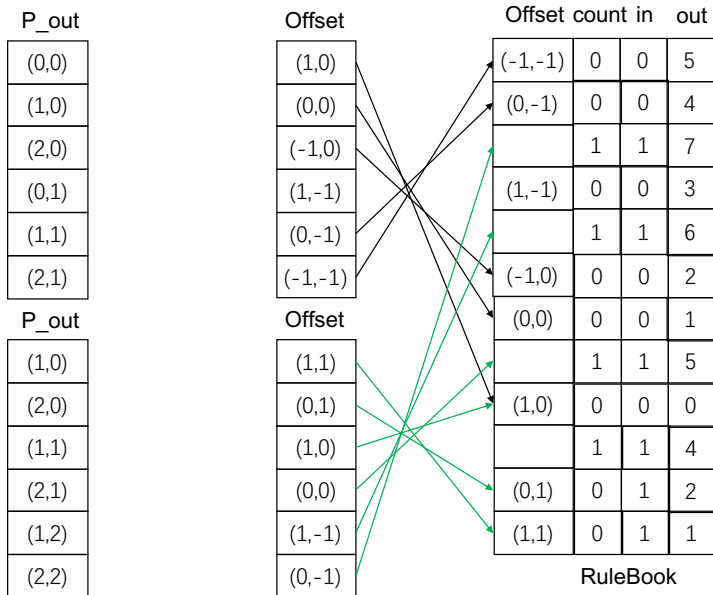 P_out
(0,0)
(1,0)
(2,0)
(0,1)
(1,1)
(2,1)
P_out
(1,0)
(2,0)
(1,1)
(2,1)
(1,2)
(2,2)
Offset
(1,0)
(0,0)
(-1,0)
(1,-1)
(0,-1)
(-1,-1)
Offset
(1,1)
(0,1)
(1,0)
(0,0)
(1,-1)
(0,-1)
Offset count in out
(-1,-1) 0 0 5
(0,-1) 0 0 4
1 1 7
(1,-1) 0 0 3
1 1 6
(-1,0) 0 0 2
(0,0) 0 0 1
1 1 5
(1,0) 0 0 0
1 1 4
(0,1) 0 1 2
(1,1) 0 1 1
RuleBook